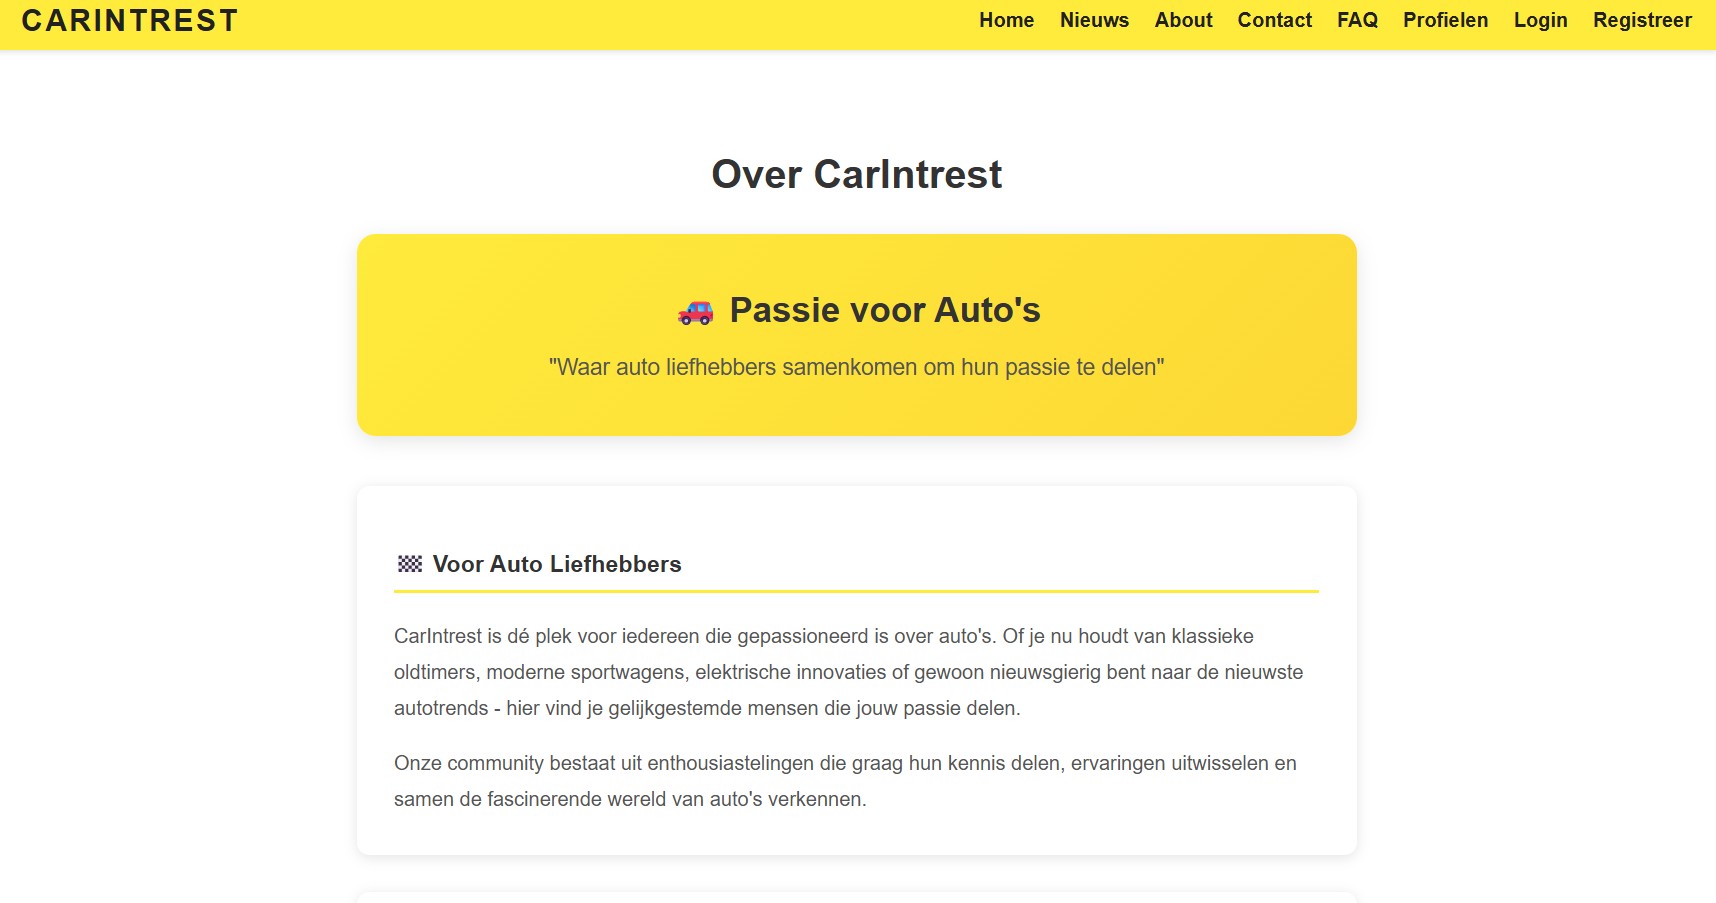 CARINTREST
Home Nieuws About Contact FAQ Profielen Login Registreer
Over CarIntrest
Passie voor Auto's
"Waar auto liefhebbers samenkomen om hun passie te delen"
Voor Auto Liefhebbers
CarIntrest is dé plek voor iedereen die gepassioneerd is over auto's. Of je nu houdt van klassieke
oldtimers, moderne sportwagens, elektrische innovaties of gewoon nieuwsgierig bent naar de nieuwste
autotrends - hier vind je gelijkgestemde mensen die jouw passie delen.
Onze community bestaat uit enthousiastelingen die graag hun kennis delen, ervaringen uitwisselen en
samen de fascinerende wereld van auto's verkennen.